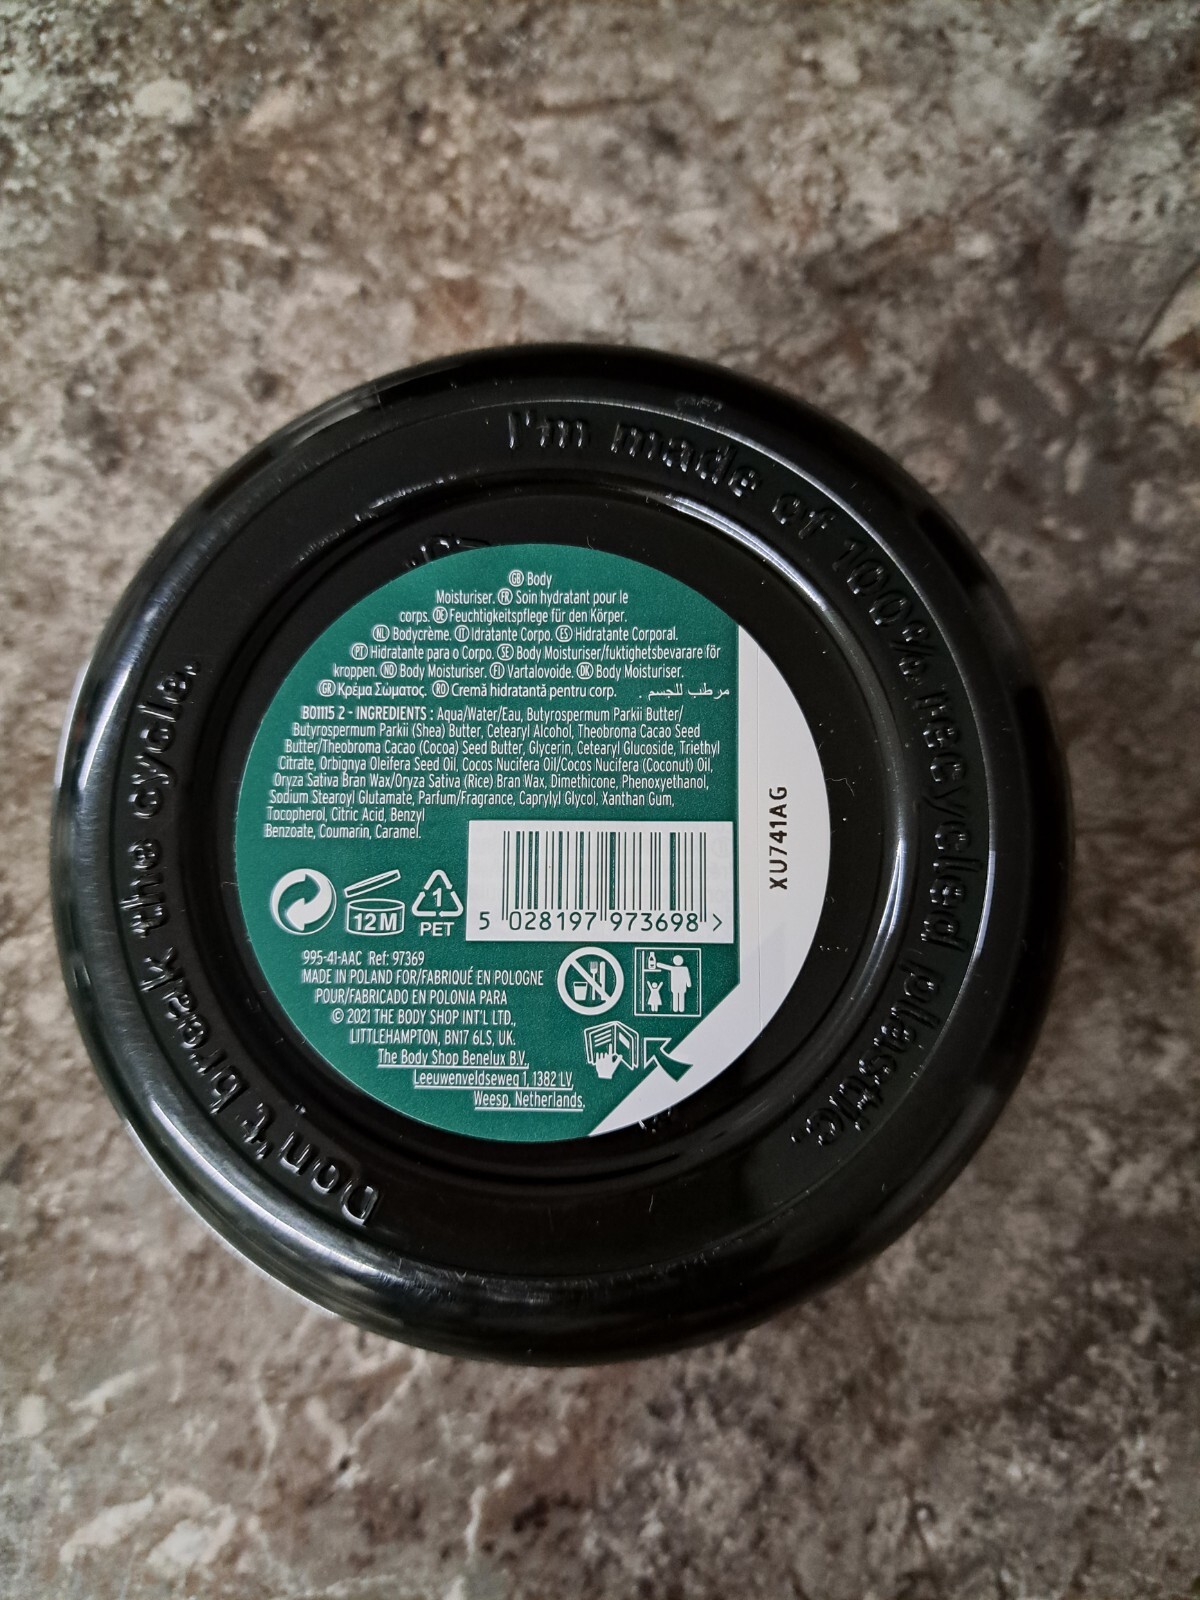 I'm made of 100% recycled plastic.
Don't break the cycle.
GB Body
Moisturiser. FR Soin hydratant pour le
corps. DE Feuchtigkeitspflege für den Körper.
NL Bodycrème. IT Idratante Corpo. ES Hidratante Corporal.
PT Hidratante para o Corpo. SE Body Moisturiser/fuktighetsbevarare för
kroppen. NO Body Moisturiser. FI Vartalovoide. DK Body Moisturiser.
GR Κρέμα Σώματος. RO Cremă hidratantă pentru corp. مرطب للجسم .
B01115 2 - INGREDIENTS : Aqua/Water/Eau, Butyrospermum Parkii Butter/
Butyrospermum Parkii (Shea) Butter, Cetearyl Alcohol, Theobroma Cacao Seed
Butter/Theobroma Cacao (Cocoa) Seed Butter, Glycerin, Cetearyl Glucoside, Triethyl
Citrate, Orbignya Oleifera Seed Oil, Cocos Nucifera Oil/Cocos Nucifera (Coconut) Oil,
Oryza Sativa Bran Wax/Oryza Sativa (Rice) Bran Wax, Dimethicone, Phenoxyethanol,
Sodium Stearoyl Glutamate, Parfum/Fragrance, Caprylyl Glycol, Xanthan Gum,
Tocopherol, Citric Acid, Benzyl
Benzoate, Coumarin, Caramel.
XU741AG
12M
1
PET
5 028197 973698 >
995-41-AAC Ref: 97369
MADE IN POLAND FOR/FABRIQUÉ EN POLOGNE
POUR/FABRICADO EN POLONIA PARA
© 2021 THE BODY SHOP INT'L LTD.,
LITTLEHAMPTON, BN17 6LS, UK.
The Body Shop Benelux B.V.,
Leeuwenveldseweg 1, 1382 LV,
Weesp, Netherlands.